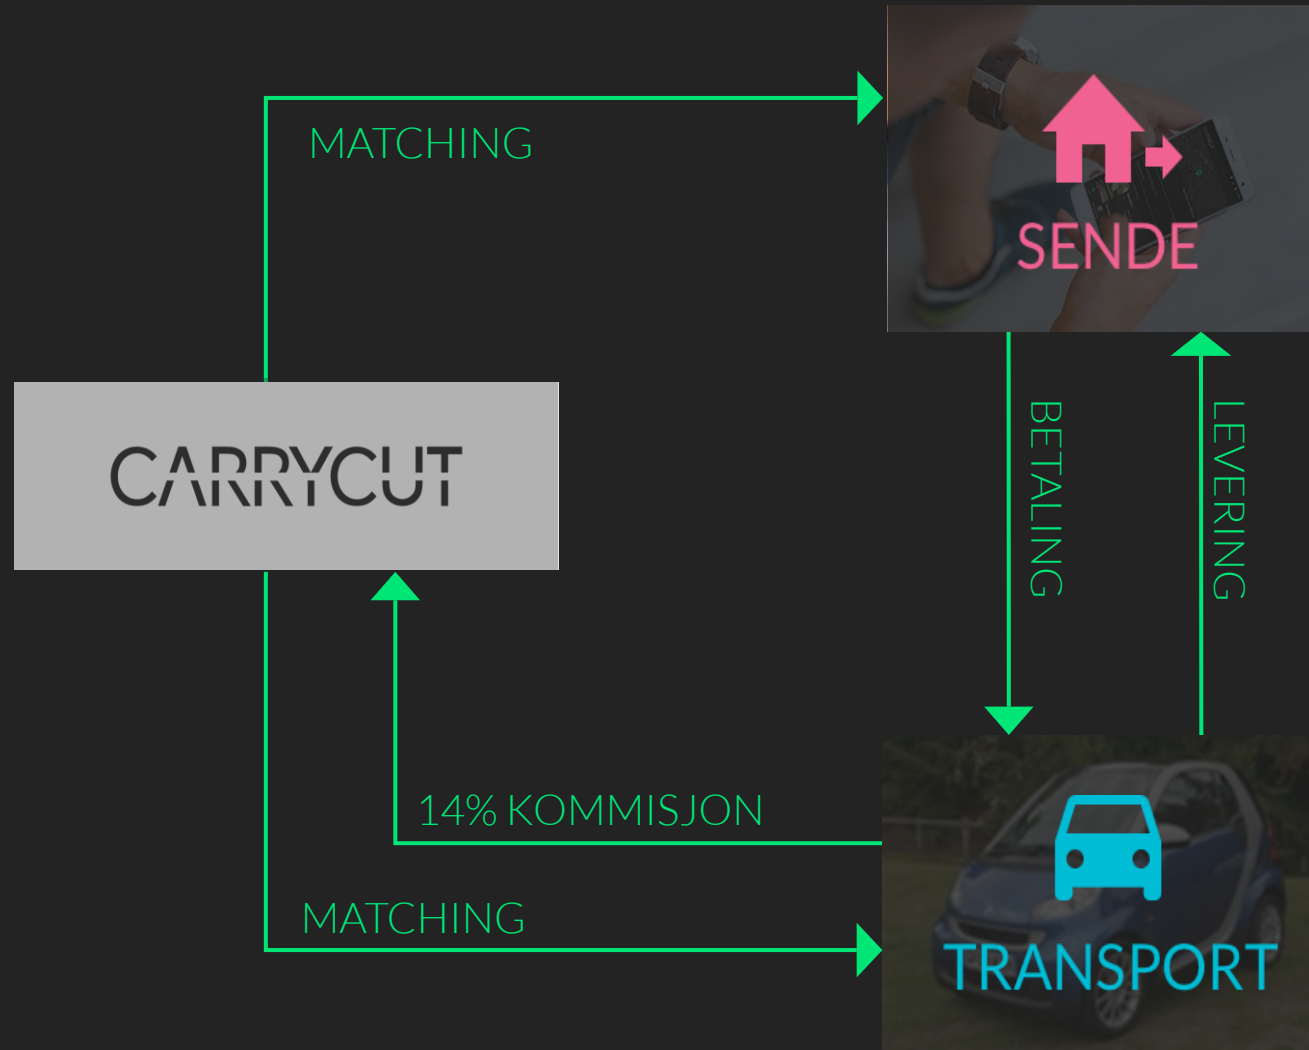 MATCHING
SENDE
CARRYCUT
BETALING
LEVERING
14% KOMMISJON
MATCHING
TRANSPORT